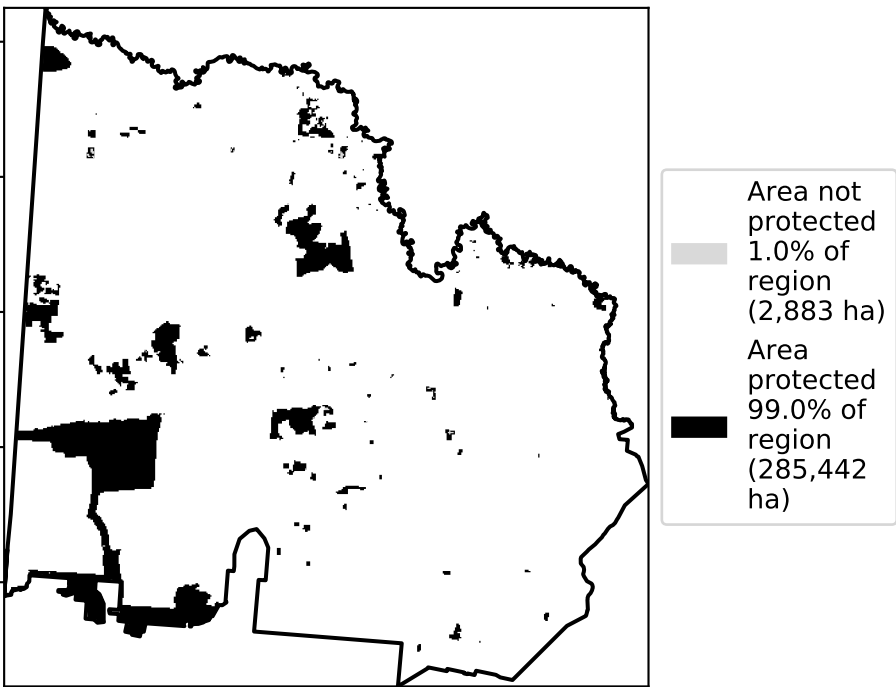 Area not
protected
1.0% of
region
(2,883 ha)
Area
protected
99.0% of
region
(285,442
ha)